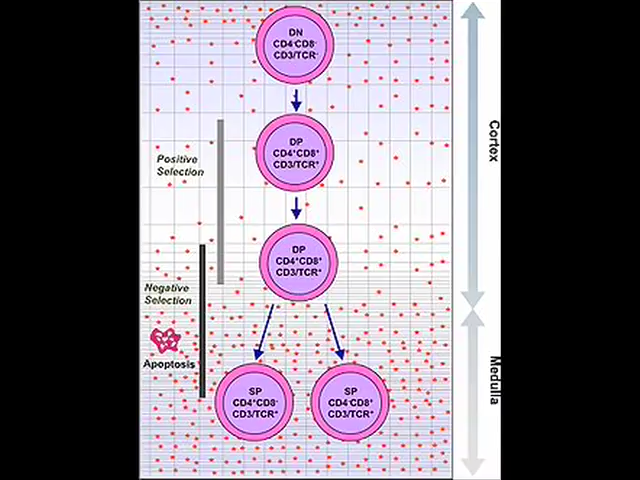 DN
CD4⁻CD8⁻
CD3/TCR⁻
DP
CD4⁺CD8⁺
CD3/TCR⁺
Positive
Selection
DP
CD4⁺CD8⁺
CD3/TCR⁺
Negative
Selection
Apoptosis
SP
CD4⁺CD8⁻
CD3/TCR⁺
SP
CD4⁻CD8⁺
CD3/TCR⁺
Cortex
Medulla